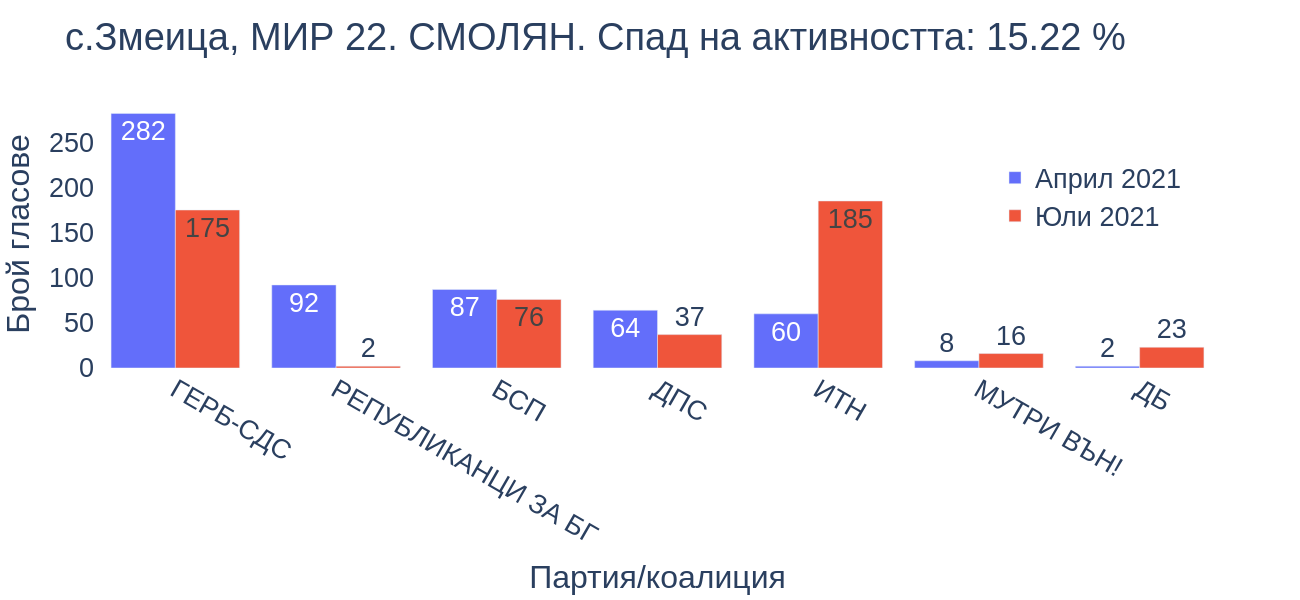 с.Змеица, МИР 22. СМОЛЯН. Спад на активността: 15.22 %
Брой гласове
250
200
150
100
50
0
282
175
92
2
87
76
64
37
60
185
8
16
2
23
Април 2021
Юли 2021
ГЕРБ-СДС
РЕПУБЛИКАНЦИ ЗА БГ
БСП
ДПС
ИТН
МУТРИ ВЪН!
ДБ
Партия/коалиция